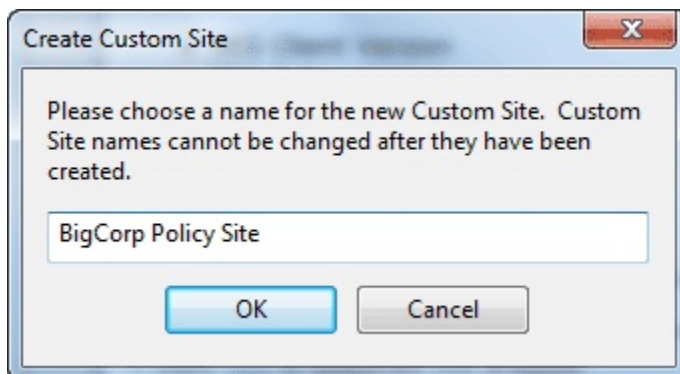 Create Custom Site
Please choose a name for the new Custom Site.  Custom
Site names cannot be changed after they have been
created.
BigCorp Policy Site
OK
Cancel